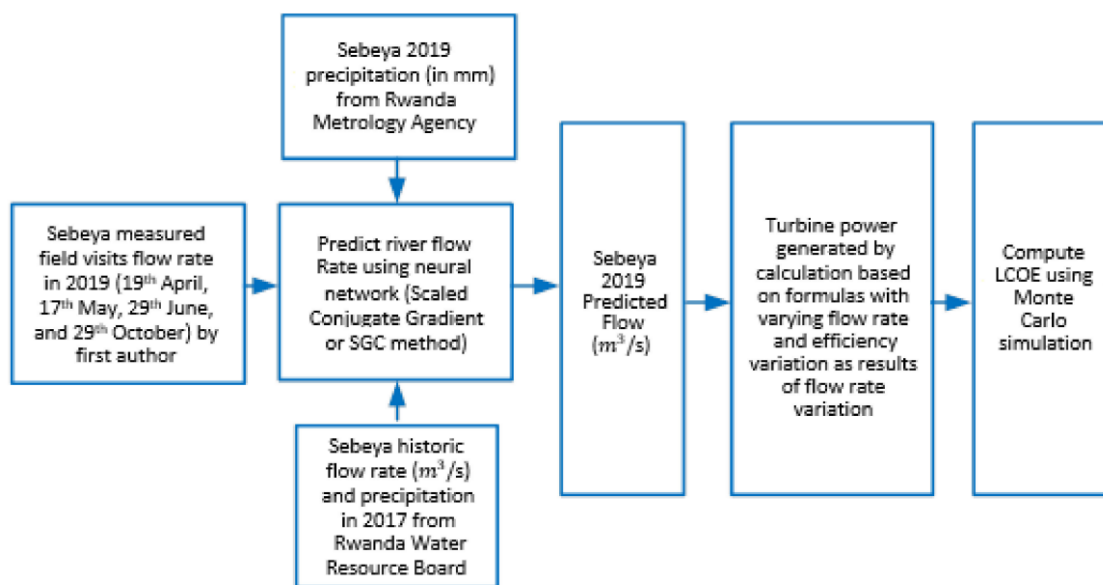 Sebeya 2019
precipitation (in mm)
from Rwanda
Metrology Agency
Sebeya measured
field visits flow rate
in 2019 (19th April,
17th May, 29th June,
and 29th October) by
first author
Predict river flow
Rate using neural
network (Scaled
Conjugate Gradient
or SGC method)
Sebeya historic
flow rate (m³/s)
and precipitation
in 2017 from
Rwanda Water
Resource Board
Sebeya
2019
Predicted
Flow
(m³/s)
Turbine power
generated by
calculation based
on formulas with
varying flow rate
and efficiency
variation as results
of flow rate
variation
Compute
LCOE using
Monte
Carlo
simulation